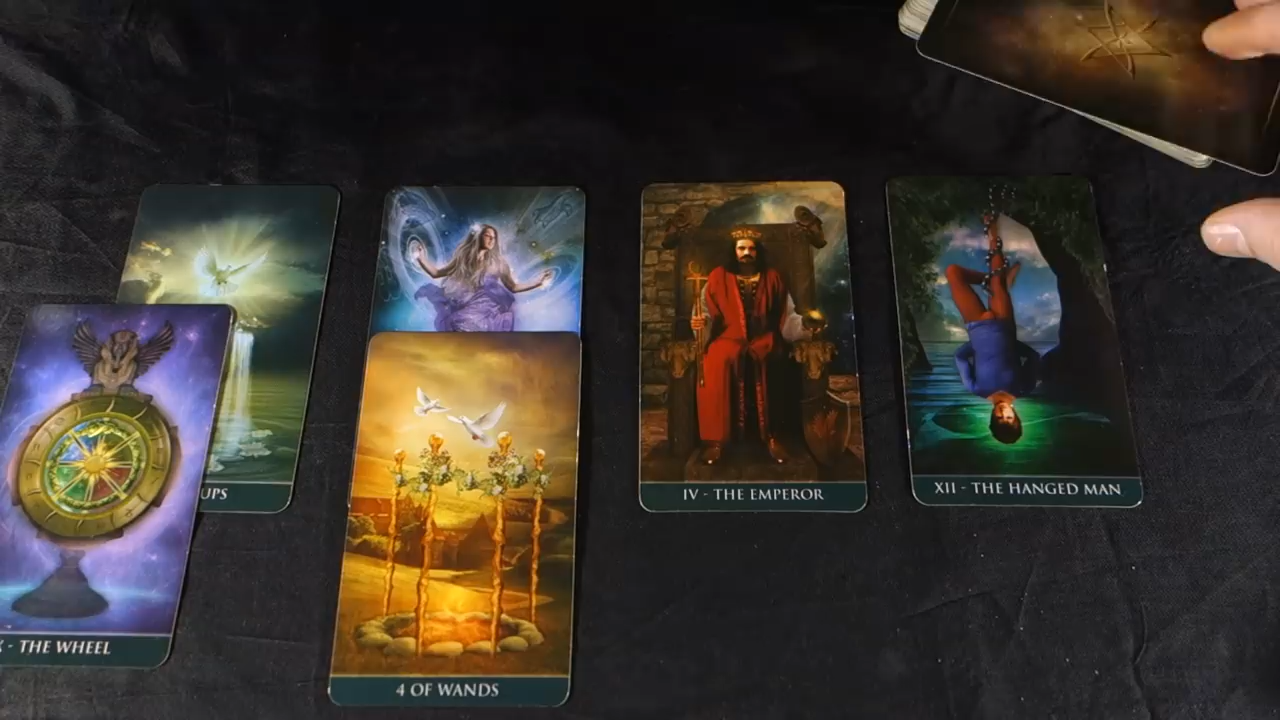 UPS
IV - THE EMPEROR
XII - THE HANGED MAN
X - THE WHEEL
4 OF WANDS